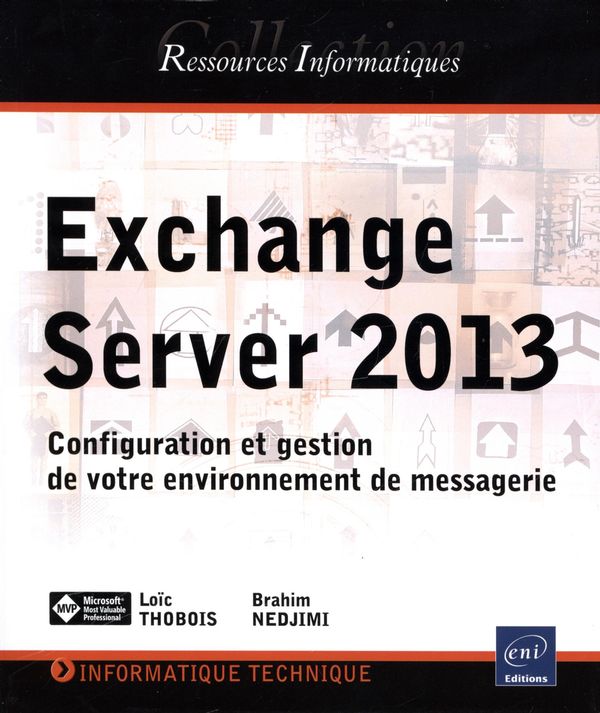 Collection
Ressources Informatiques
Exchange
Server 2013
Configuration et gestion
de votre environnement de messagerie
MVP
Microsoft®
Most Valuable
Professional
Loïc
THOBOIS
Brahim
NEDJIMI
INFORMATIQUE TECHNIQUE
eni
Editions